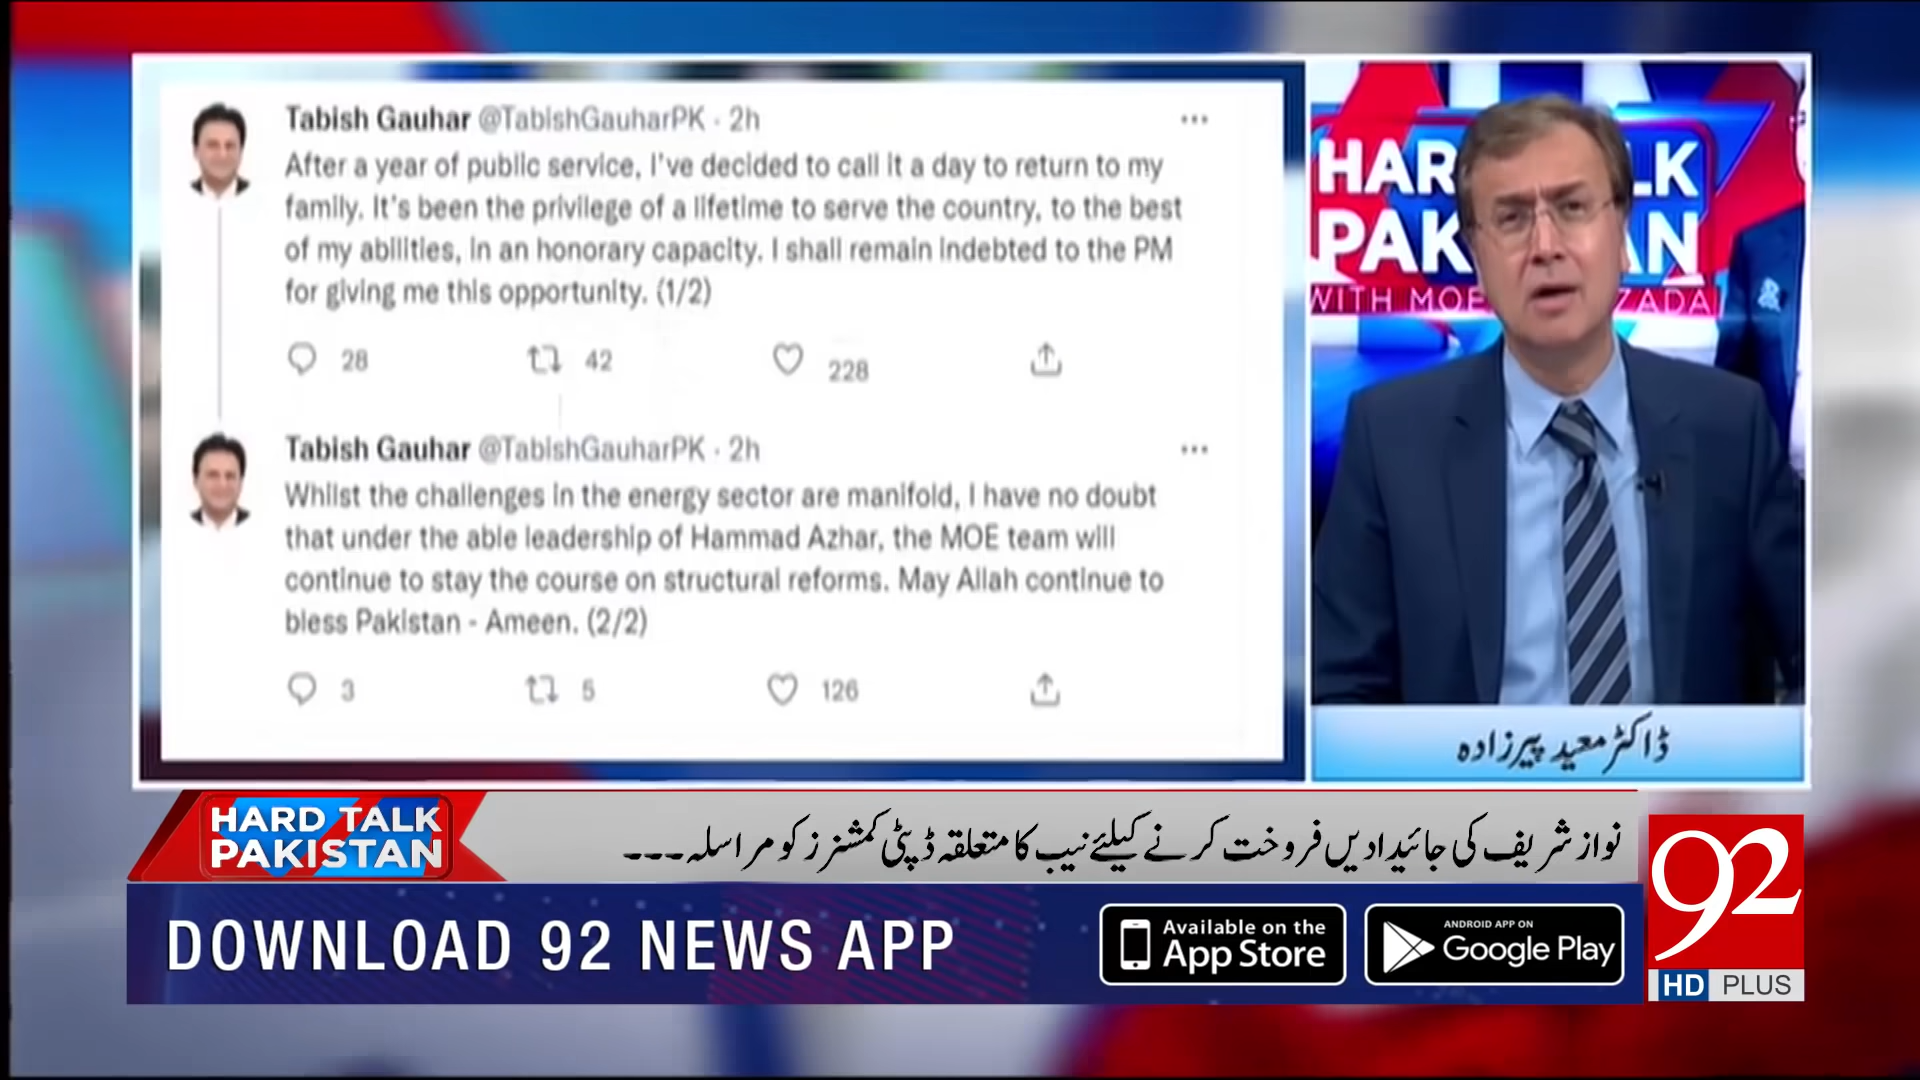 Tabish Gauhar @TabishGauharPK · 2h
After a year of public service, I've decided to call it a day to return to my
family. It's been the privilege of a lifetime to serve the country, to the best
of my abilities, in an honorary capacity. I shall remain indebted to the PM
for giving me this opportunity. (1/2)
28 42 228
Tabish Gauhar @TabishGauharPK · 2h
Whilst the challenges in the energy sector are manifold, I have no doubt
that under the able leadership of Hammad Azhar, the MOE team will
continue to stay the course on structural reforms. May Allah continue to
bless Pakistan - Ameen. (2/2)
3 5 126
HAR LK
PAK AN
WITH MOE ZADA
ڈاکٹر معید پیرزادہ
HARD TALK
PAKISTAN
نواز شریف کی جائیدادیں فروخت کرنے کیلئے نیب کا متعلقہ ڈپٹی کمشنرز کو مراسلہ۔۔۔
DOWNLOAD 92 NEWS APP
Available on the
App Store
ANDROID APP ON
Google Play
92
HD PLUS